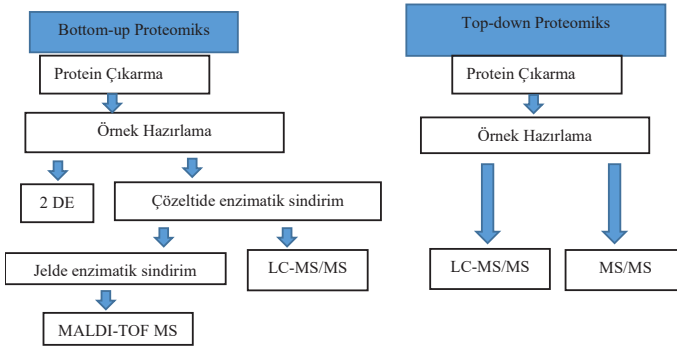 Bottom-up Proteomiks
Protein Çıkarma
Örnek Hazırlama
2 DE
Çözeltide enzimatik sindirim
Jelde enzimatik sindirim
LC-MS/MS
MALDI-TOF MS
Top-down Proteomiks
Protein Çıkarma
Örnek Hazırlama
LC-MS/MS
MS/MS